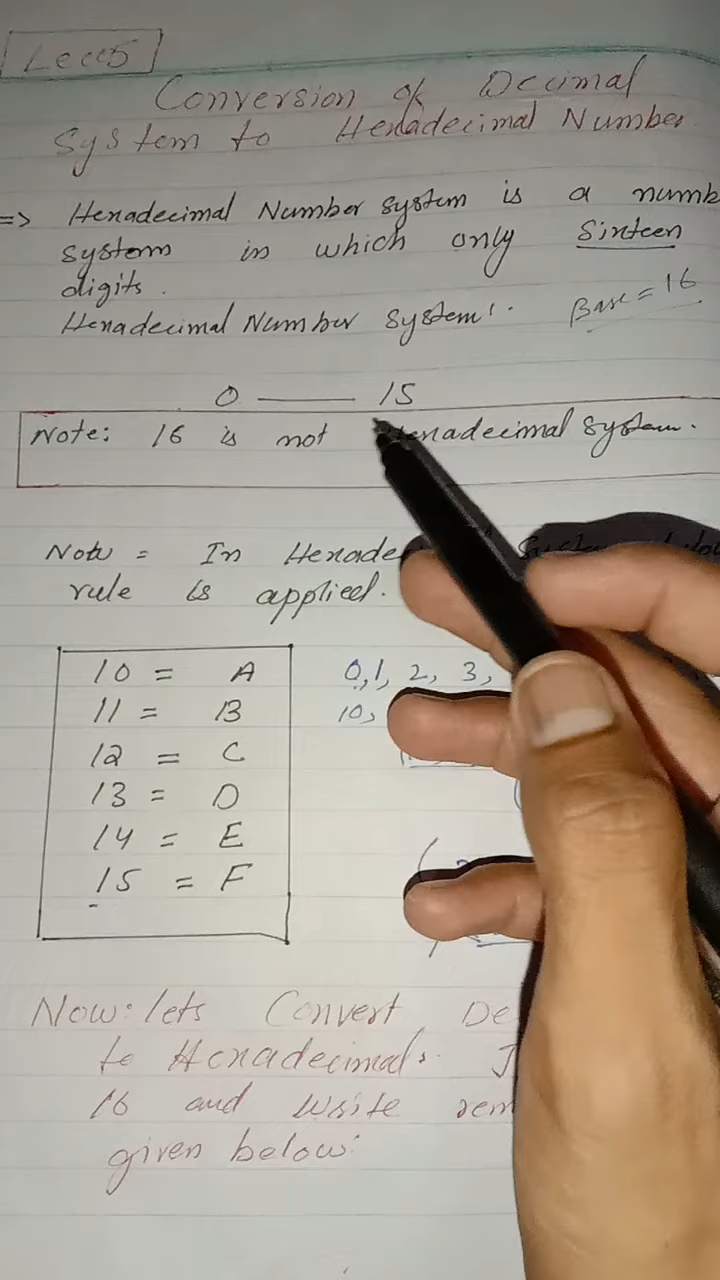 Lec05
Conversion of Decimal
System to Hexadecimal Number
=> Hexadecimal Number system is a numb
system in which only Sixteen
digits.
Hexadecimal Number System:. Base = 16
0 — 15
Note: 16 is not Hexadecimal System.
Note = In Hexade
rule is applied.
10 = A
11 = B
12 = C
13 = D
14 = E
15 = F
0,1, 2, 3,
10,
Now: lets Convert De
to Hexadecimals.
16 and write rem
given below: